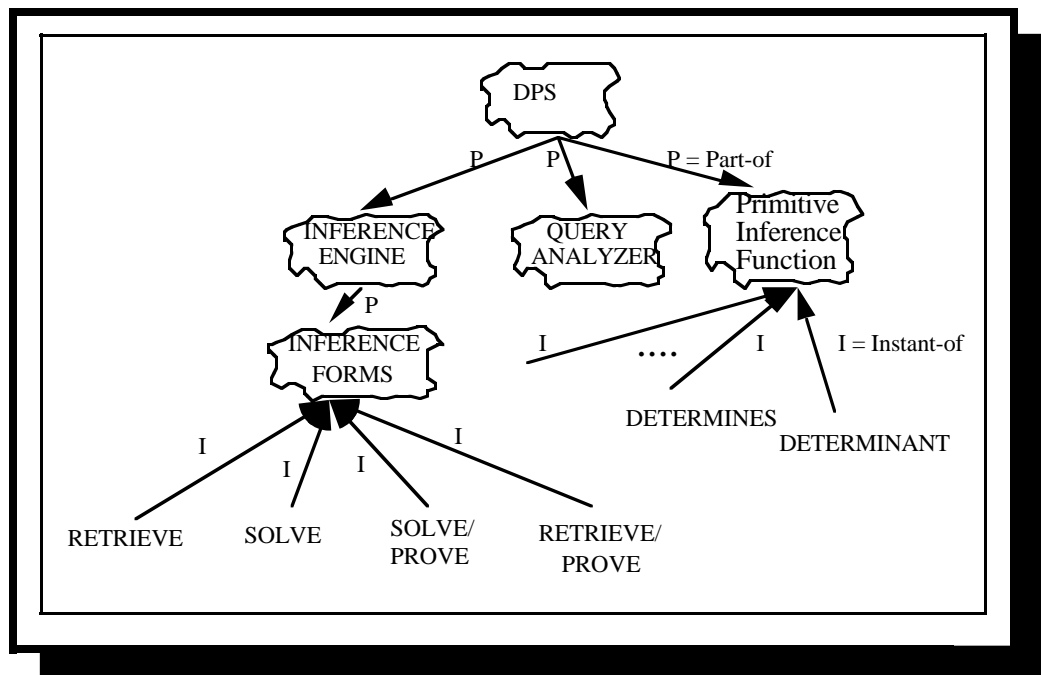 DPS
P
P
P = Part-of
INFERENCE
ENGINE
QUERY
ANALYZER
Primitive
Inference
Function
P
INFERENCE
FORMS
I
....
I
I = Instant-of
DETERMINES
DETERMINANT
I
I
I
I
RETRIEVE
SOLVE
SOLVE/
PROVE
RETRIEVE/
PROVE